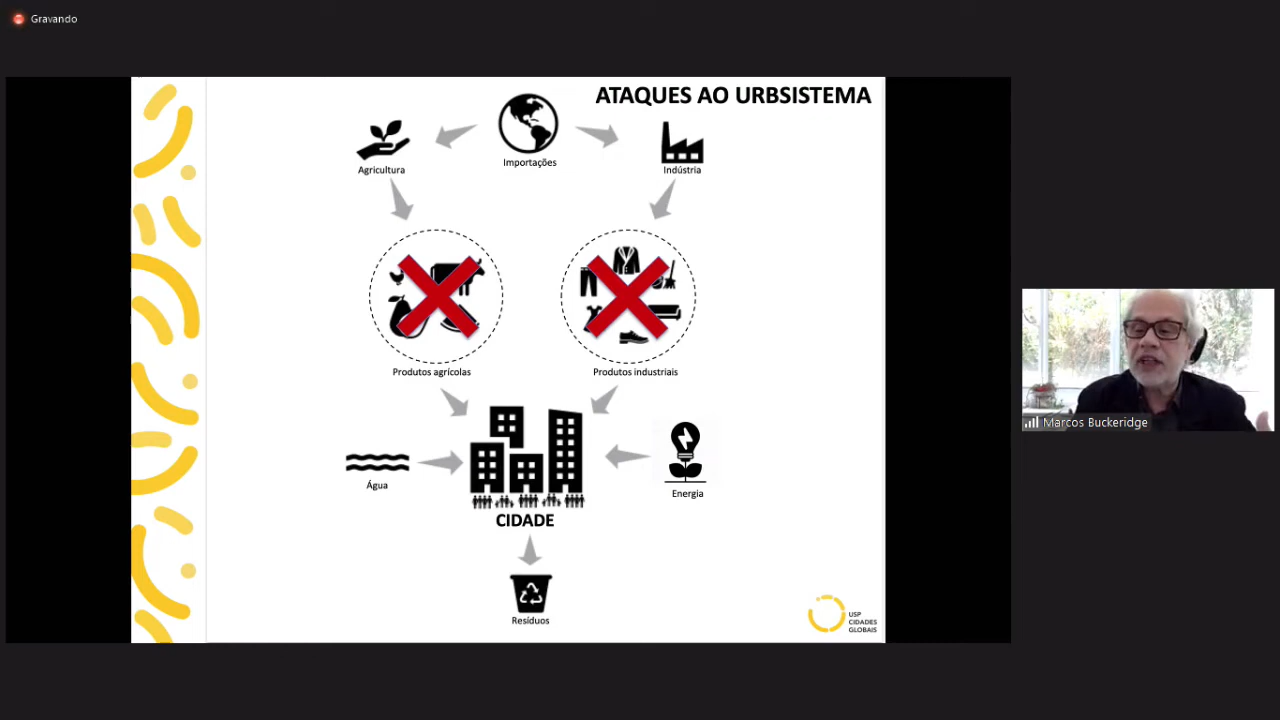 Gravando
ATAQUES AO URBSISTEMA
Importações
Agricultura
Indústria
Produtos agrícolas
Produtos industriais
Água
Energia
CIDADE
Resíduos
USP
CIDADES
GLOBAIS
Marcos Buckeridge